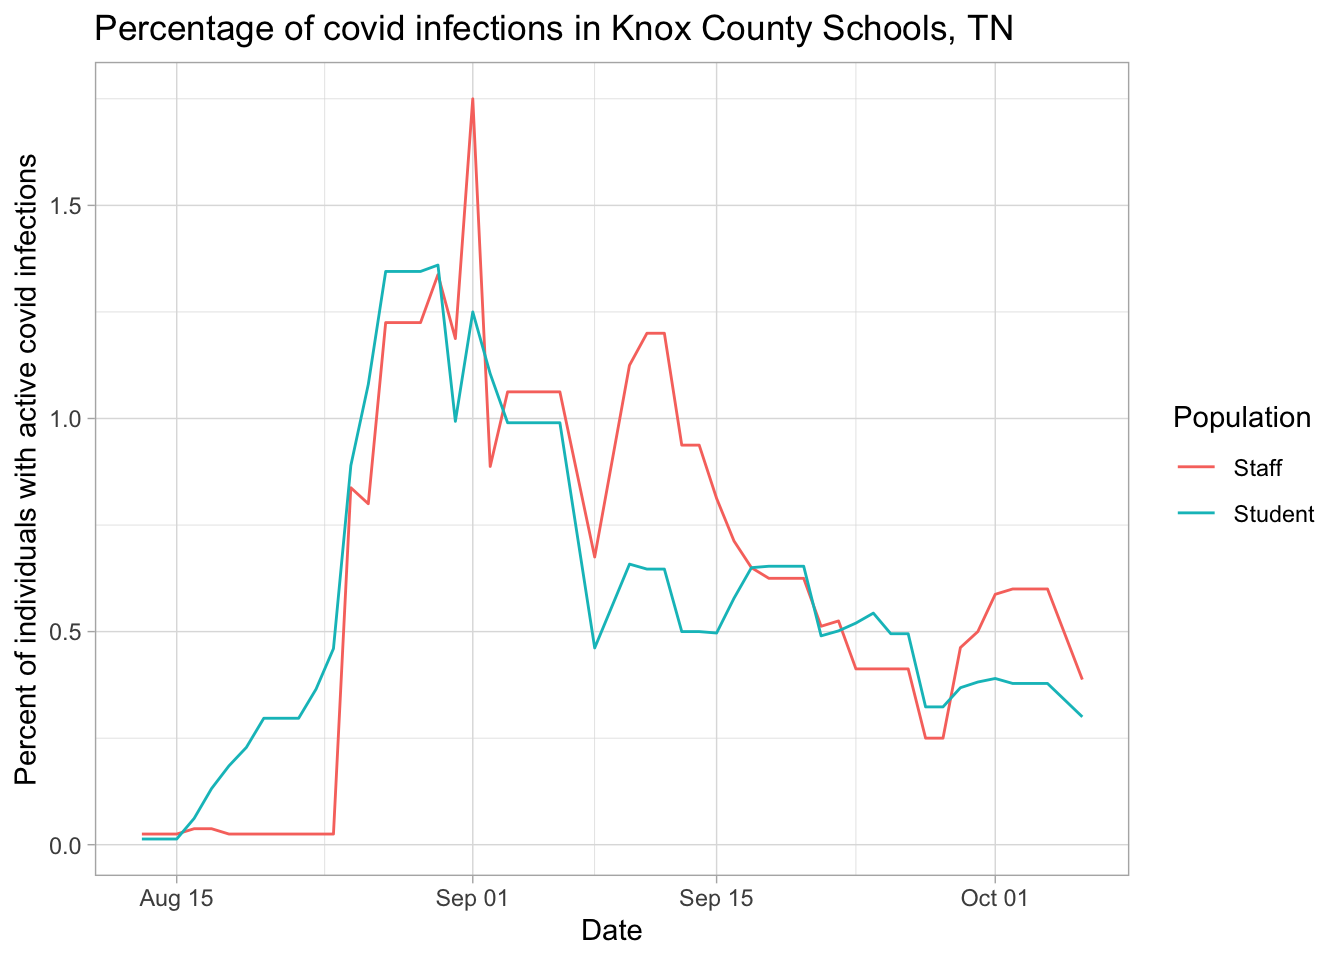 Percentage of covid infections in Knox County Schools, TN
Percent of individuals with active covid infections
1.5
1.0
0.5
0.0
Aug 15
Sep 01
Sep 15
Oct 01
Date
Population
Staff
Student